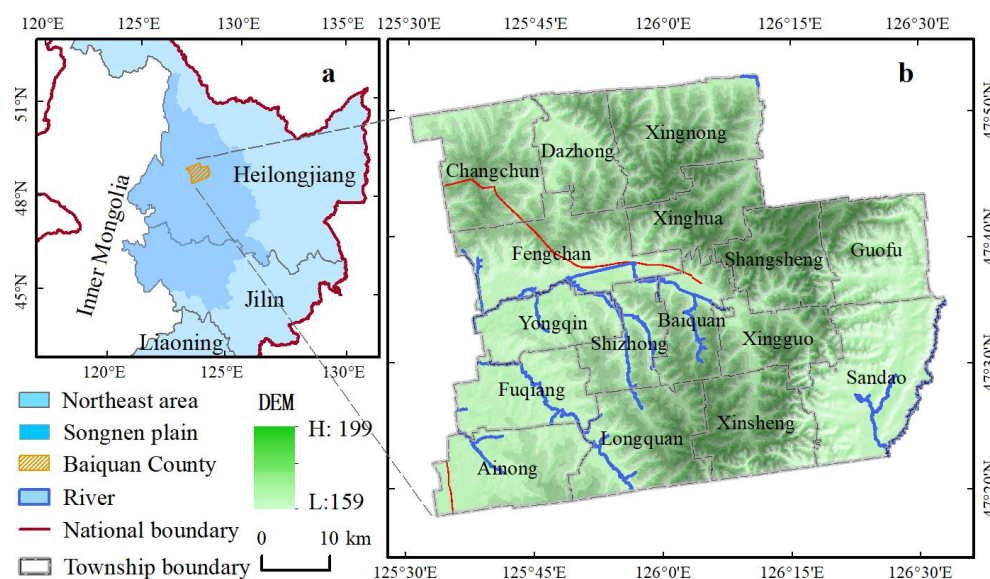 120°E 125°E 130°E 135°E
125°30'E 125°45'E 126°0'E 126°15'E 126°30'E
a
b
51°N
48°N
45°N
Heilongjiang
Inner Mongolia
Jilin
Liaoning
120°E 125°E 130°E
47°50'N
47°40'N
47°30'N
47°20'N
Xingnong
Dazhong
Changchun
Xinghua
Fengchan
Shangsheng
Guofu
Yongqin
Baiquan
Shizhong
Xingguo
Fuqiang
Sandao
Longquan
Xinsheng
Ainong
125°30'E 125°45'E 126°0'E 126°15'E 126°30'E
Northeast area
Songnen plain
Baiquan County
River
National boundary
Township boundary
DEM
H: 199
L:159
0 10 km